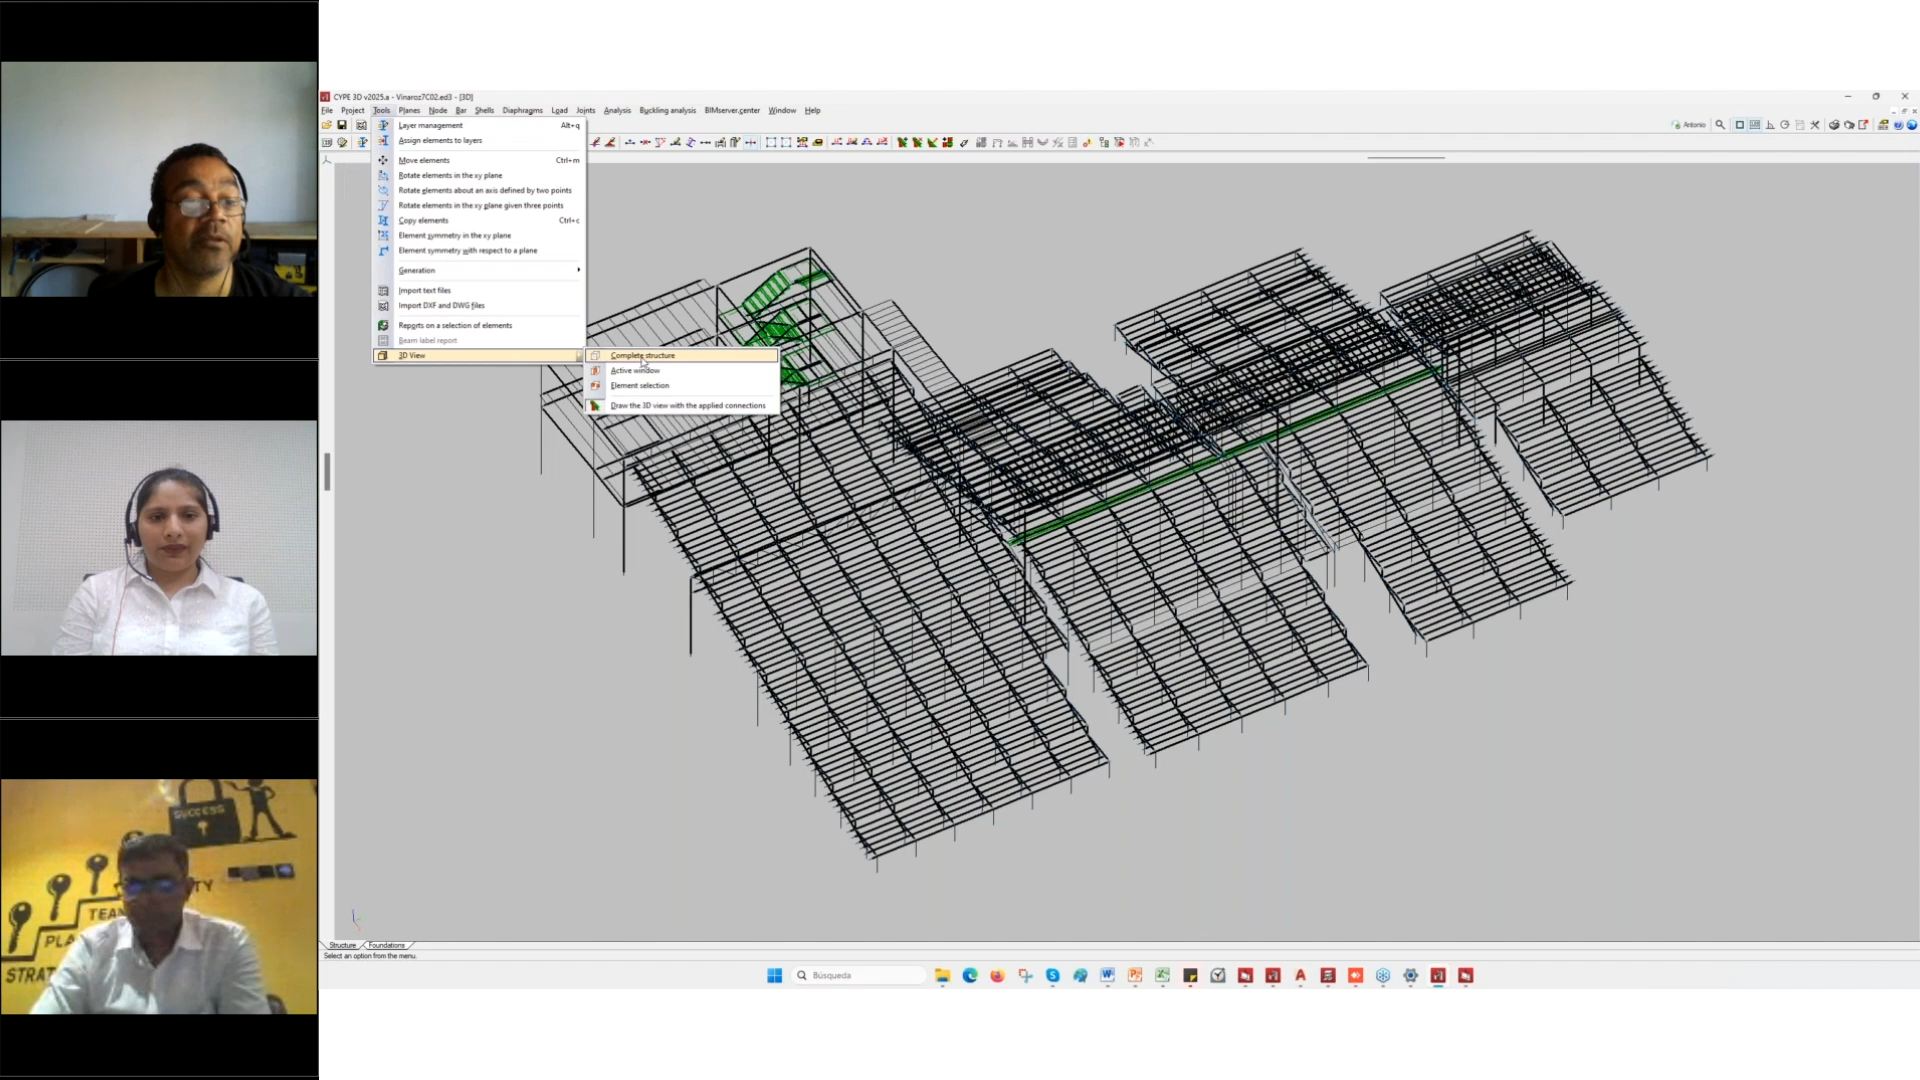 CYPE 3D v2025.a - Vinaroz7C02.ed3 - [3D]
File Project Tools Planes Node Bar Shells Diaphragms Load Joints Analysis Buckling analysis BIMserver.center Window Help
Antonio
Layer management Alt+q
Assign elements to layers
Move elements Ctrl+m
Rotate elements in the xy plane
Rotate elements about an axis defined by two points
Rotate elements in the xy plane given three points
Copy elements Ctrl+c
Element symmetry in the xy plane
Element symmetry with respect to a plane
Generation
Import text files
Import DXF and DWG files
Reports on a selection of elements
Beam label report
3D View
Complete structure
Active window
Element selection
Draw the 3D view with the applied connections
Structure Foundations
Select an option from the menu.
Búsqueda
SUCCESS
TEAM
PLA
STRAT